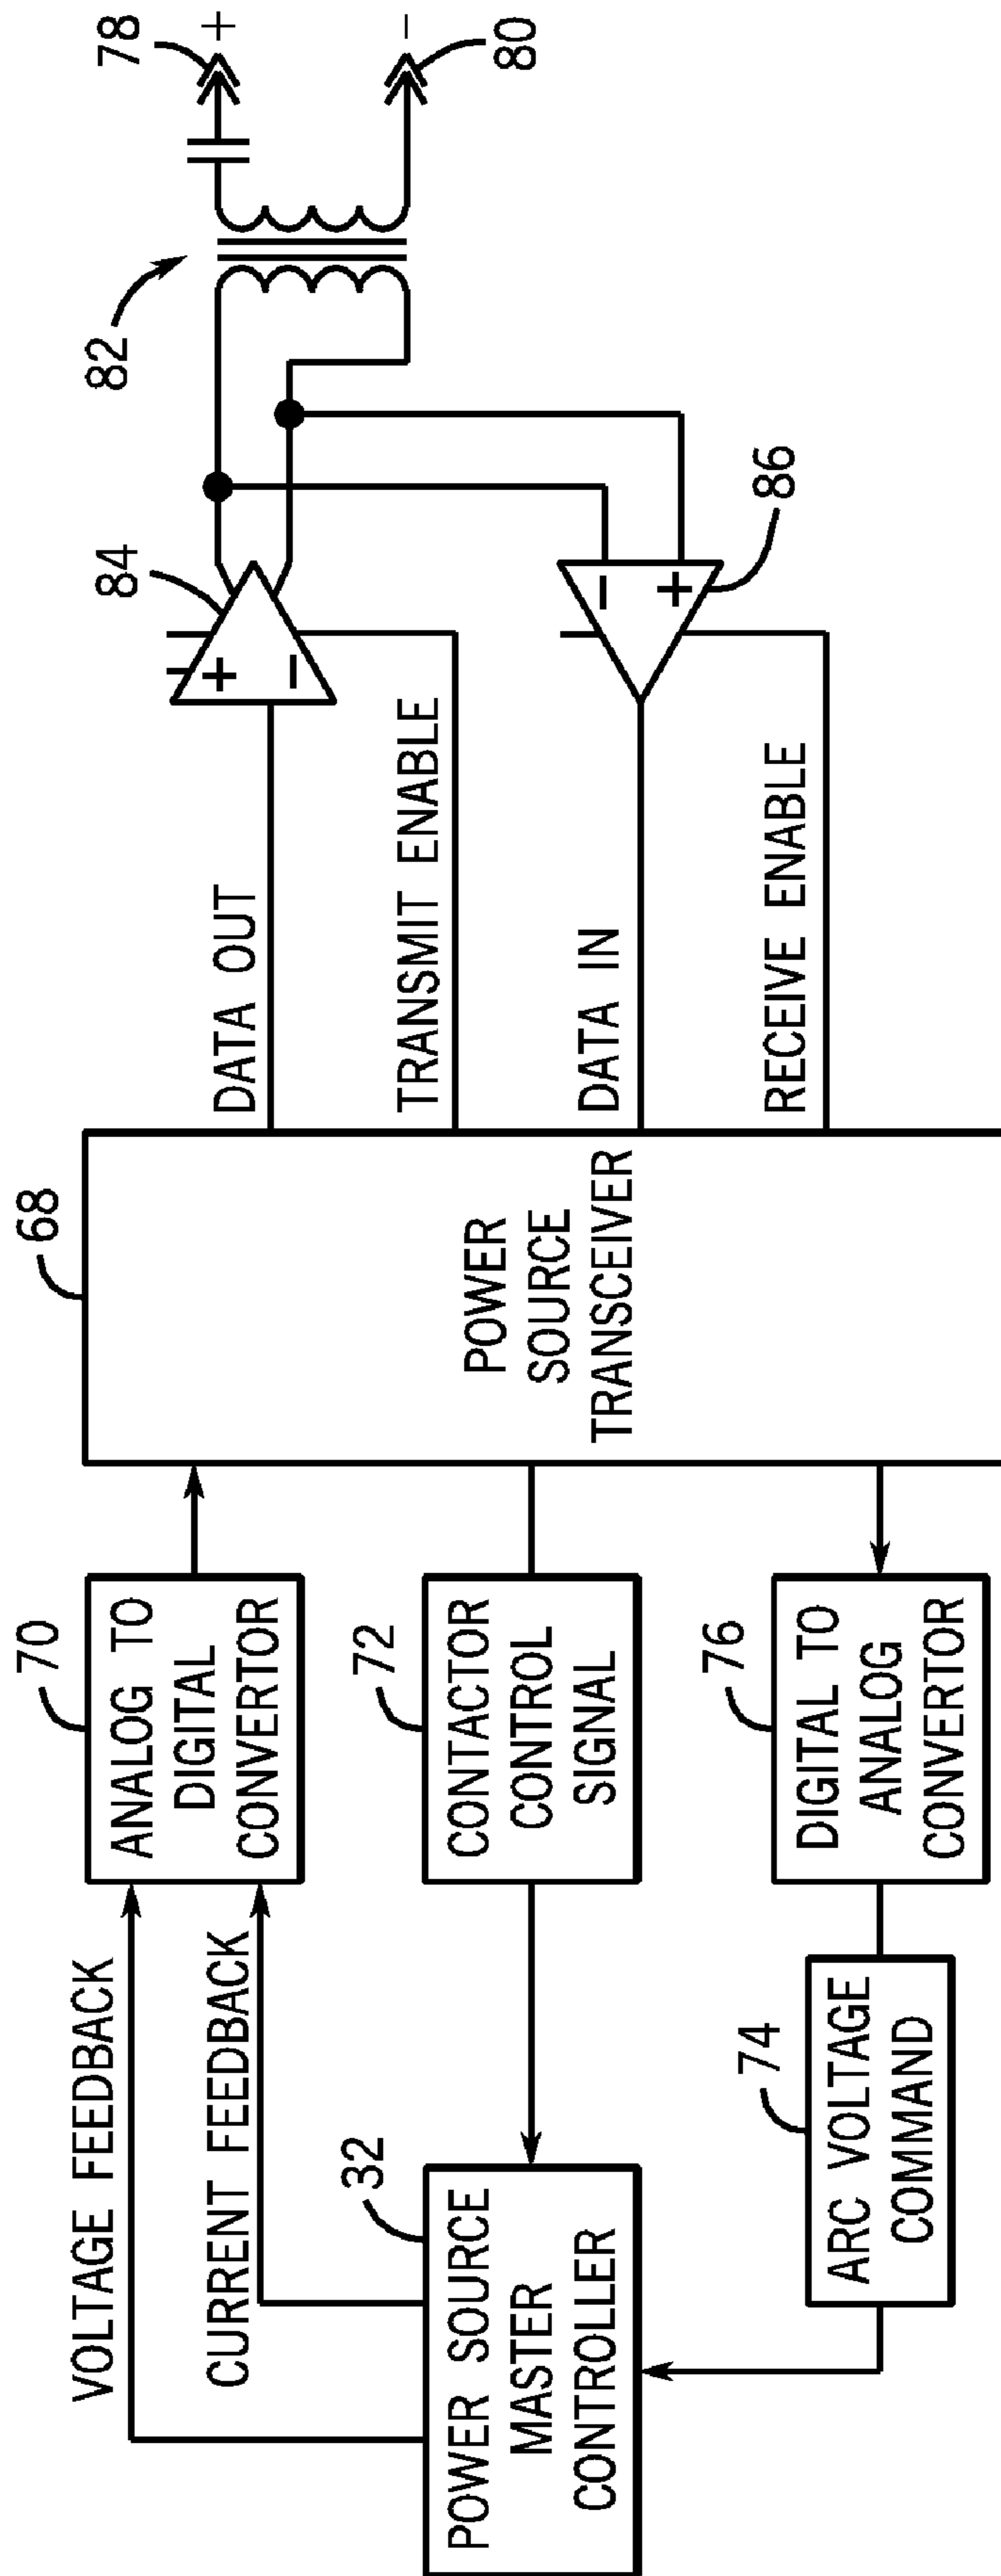 VOLTAGE FEEDBACK
CURRENT FEEDBACK
32
POWER SOURCE
MASTER
CONTROLLER
70
ANALOG TO
DIGITAL
CONVERTOR
72
CONTACTOR
CONTROL
SIGNAL
74
ARC VOLTAGE
COMMAND
76
DIGITAL TO
ANALOG
CONVERTOR
68
POWER
SOURCE
TRANSCEIVER
DATA OUT
TRANSMIT ENABLE
DATA IN
RECEIVE ENABLE
84
+
−
86
−
+
82
78
+
80
−